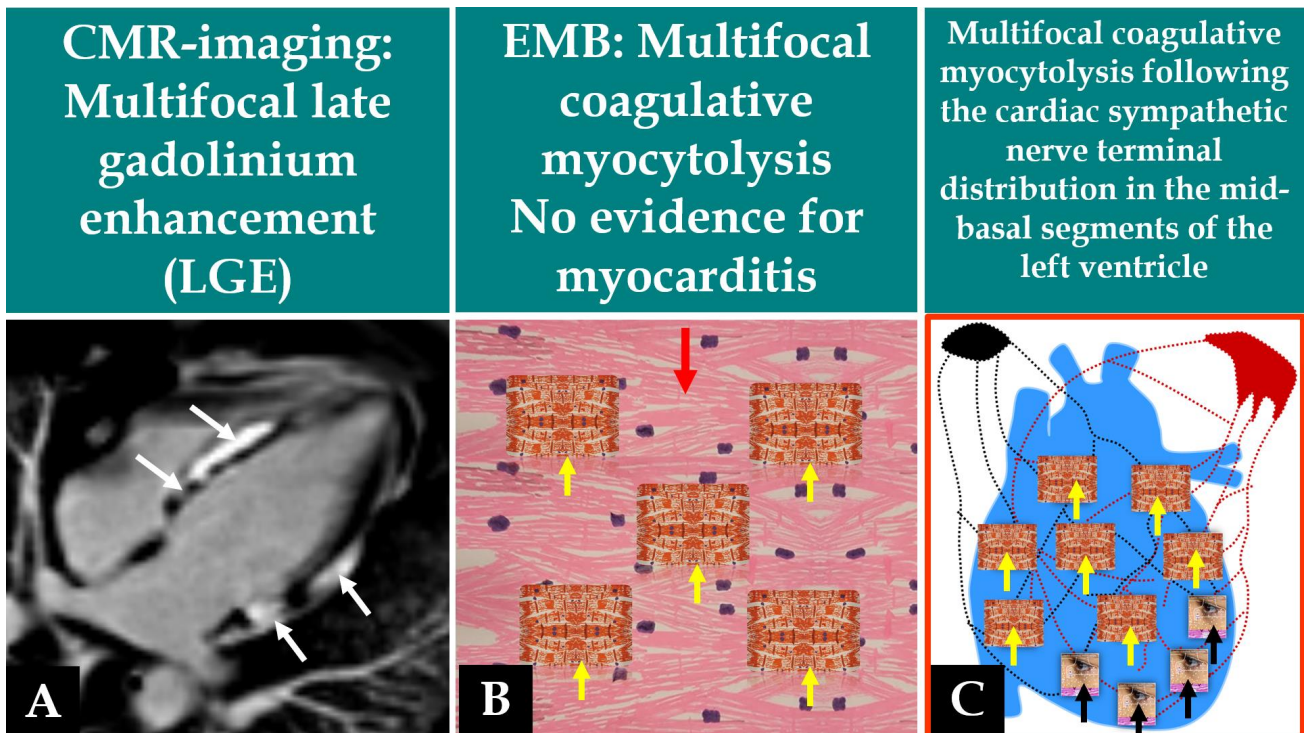 CMR-imaging:
Multifocal late
gadolinium
enhancement
(LGE)
EMB: Multifocal
coagulative
myocytolysis
No evidence for
myocarditis
Multifocal coagulative
myocytolysis following
the cardiac sympathetic
nerve terminal
distribution in the mid-
basal segments of the
left ventricle
A
B
C